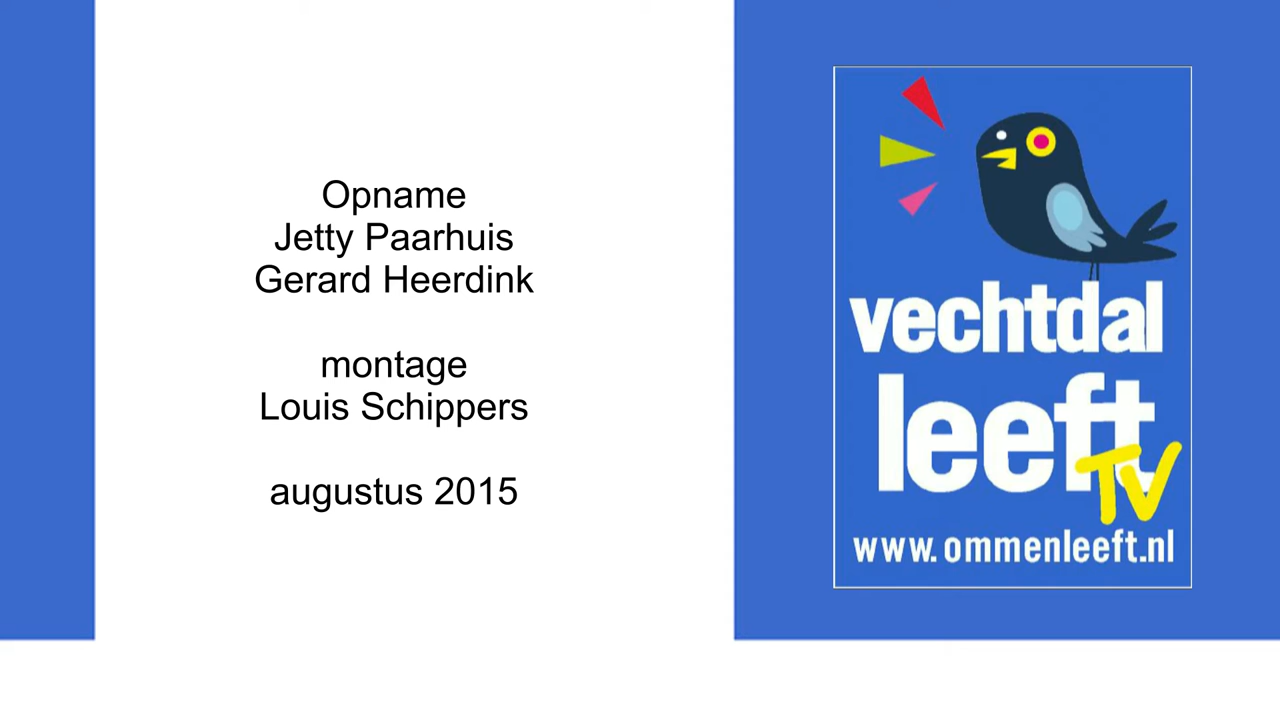 Opname
Jetty Paarhuis
Gerard Heerdink
montage
Louis Schippers
augustus 2015
vechtdal
leeft
TV
www.ommenleeft.nl